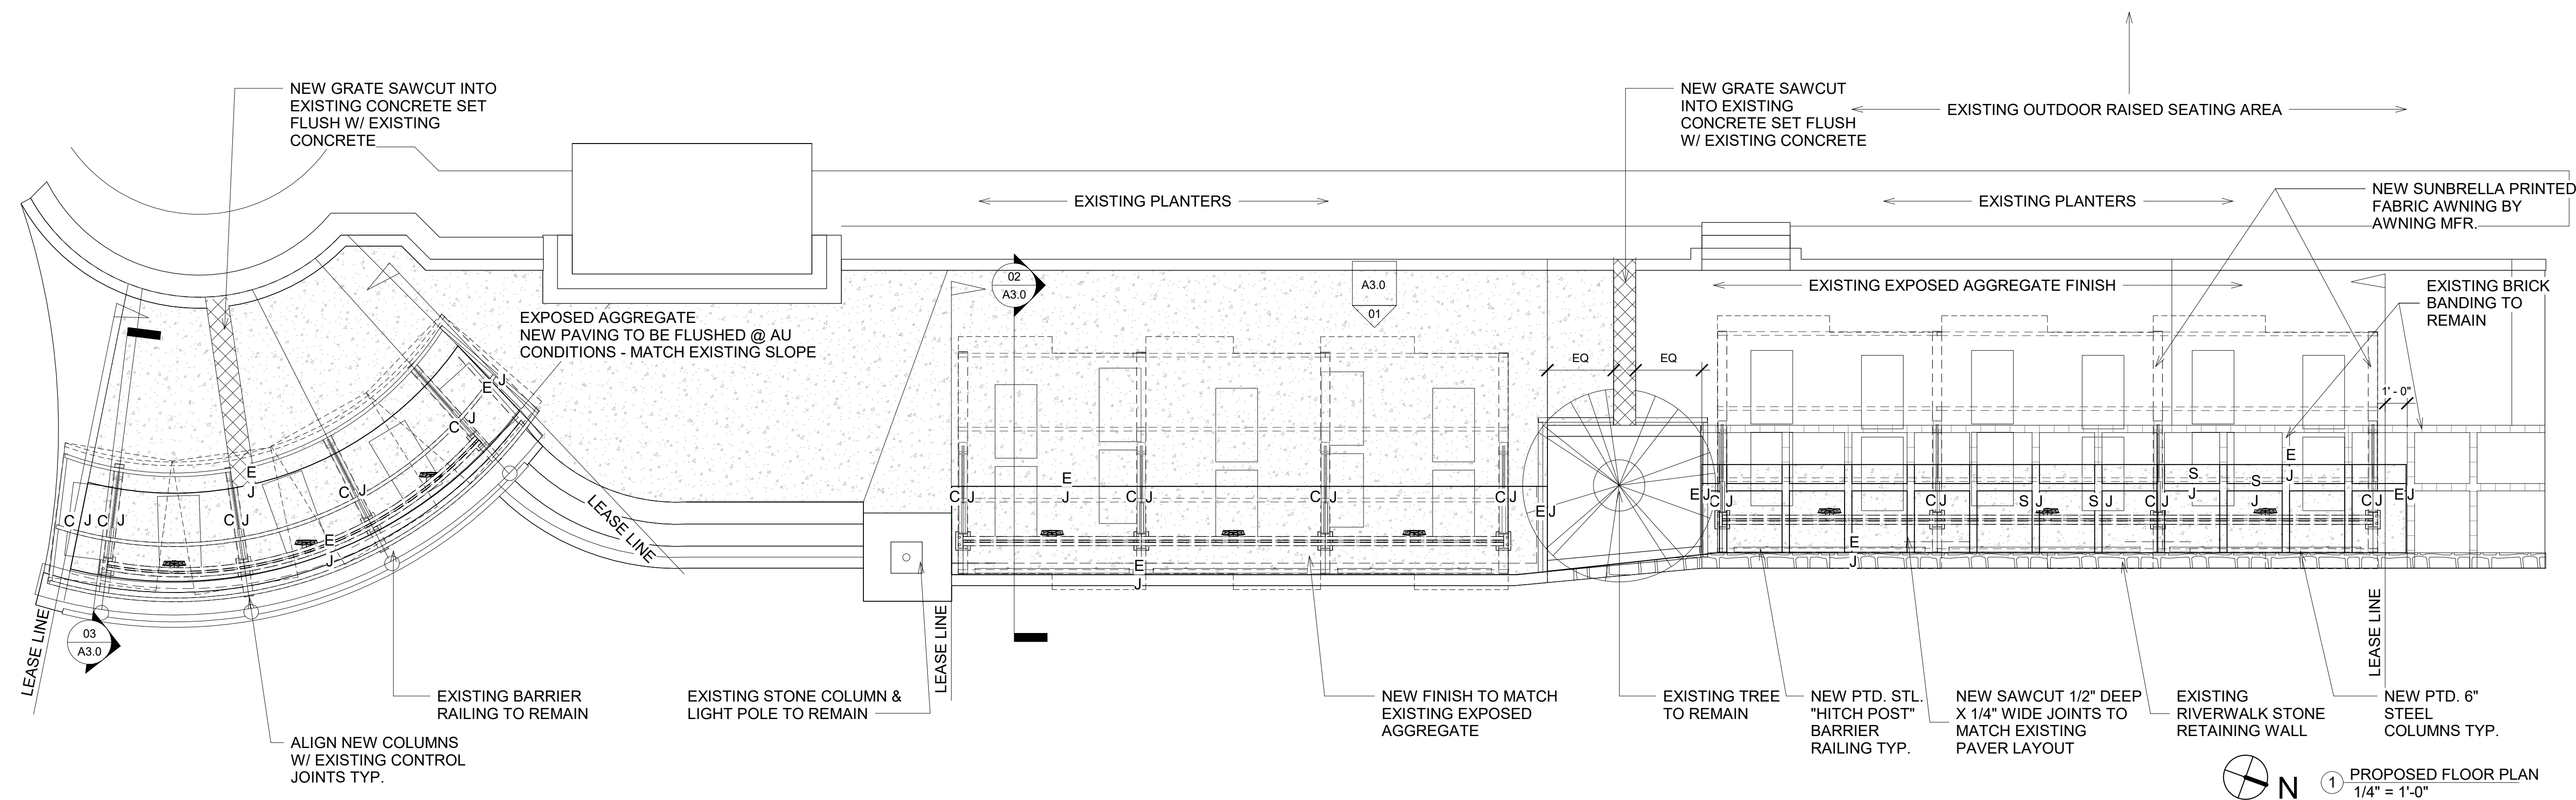 NEW GRATE SAWCUT INTO
EXISTING CONCRETE SET
FLUSH W/ EXISTING
CONCRETE
NEW GRATE SAWCUT
INTO EXISTING
CONCRETE SET FLUSH
W/ EXISTING CONCRETE
EXISTING OUTDOOR RAISED SEATING AREA
EXISTING PLANTERS
EXISTING PLANTERS
NEW SUNBRELLA PRINTED
FABRIC AWNING BY
AWNING MFR.
02
A3.0
A3.0
01
EXISTING EXPOSED AGGREGATE FINISH
EXISTING BRICK
BANDING TO
REMAIN
EXPOSED AGGREGATE
NEW PAVING TO BE FLUSHED @ AU
CONDITIONS - MATCH EXISTING SLOPE
EQ
EQ
1' - 0"
E J
C J
E J
C J
C J
C J
C J
E J
C J
E J
C J
C J
C J
E J
E J
E J
C J
C J
S J
S J
C J
S J
S J
E J
C J
E J
E J
LEASE LINE
03
A3.0
LEASE LINE
LEASE LINE
LEASE LINE
EXISTING BARRIER
RAILING TO REMAIN
ALIGN NEW COLUMNS
W/ EXISTING CONTROL
JOINTS TYP.
EXISTING STONE COLUMN &
LIGHT POLE TO REMAIN
NEW FINISH TO MATCH
EXISTING EXPOSED
AGGREGATE
EXISTING TREE
TO REMAIN
NEW PTD. STL.
"HITCH POST"
BARRIER
RAILING TYP.
NEW SAWCUT 1/2" DEEP
X 1/4" WIDE JOINTS TO
MATCH EXISTING
PAVER LAYOUT
EXISTING
RIVERWALK STONE
RETAINING WALL
NEW PTD. 6"
STEEL
COLUMNS TYP.
N
1
PROPOSED FLOOR PLAN
1/4" = 1'-0"